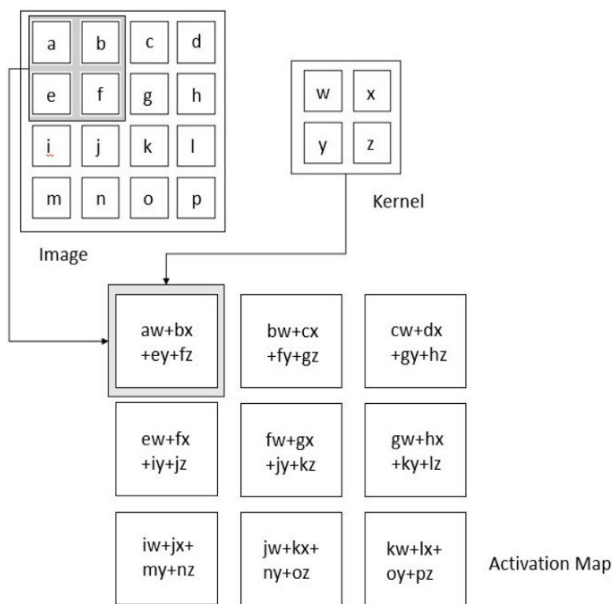 a b c d
e f g h
i j k l
m n o p
Image
w x
y z
Kernel
aw+bx
+ey+fz
bw+cx
+fy+gz
cw+dx
+gy+hz
ew+fx
+iy+jz
fw+gx
+jy+kz
gw+hx
+ky+lz
iw+jx+
my+nz
jw+kx+
ny+oz
kw+lx+
oy+pz
Activation Map